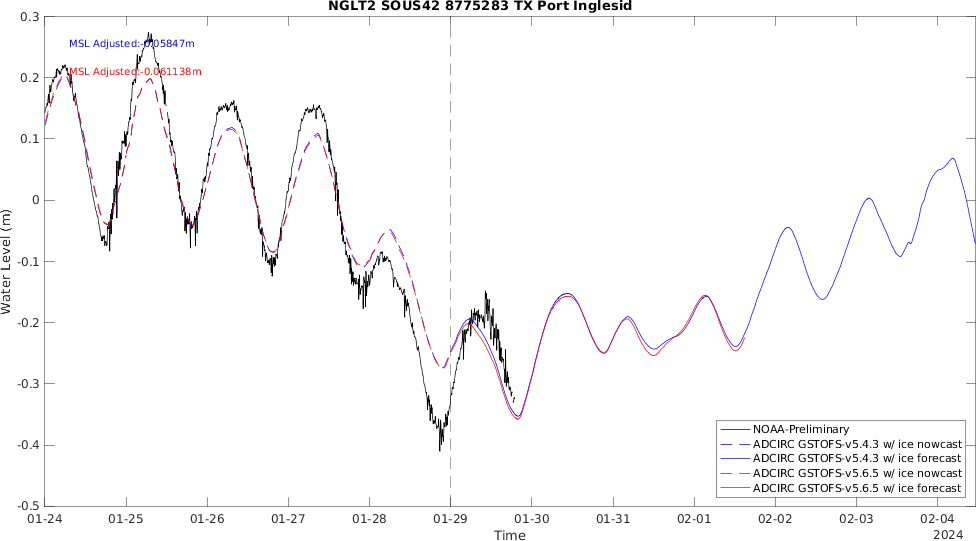 NGLT2 SOUS42 8775283 TX Port Inglesid
MSL Adjusted:-0.05847m
MSL Adjusted:-0.061138m
0.3
0.2
0.1
0
-0.1
-0.2
-0.3
-0.4
-0.5
Water Level (m)
NOAA-Preliminary
ADCIRC GSTOFS-v5.4.3 w/ ice nowcast
ADCIRC GSTOFS-v5.4.3 w/ ice forecast
ADCIRC GSTOFS-v5.6.5 w/ ice nowcast
ADCIRC GSTOFS-v5.6.5 w/ ice forecast
01-24 01-25 01-26 01-27 01-28 01-29 01-30 01-31 02-01 02-02 02-03 02-04
Time
2024